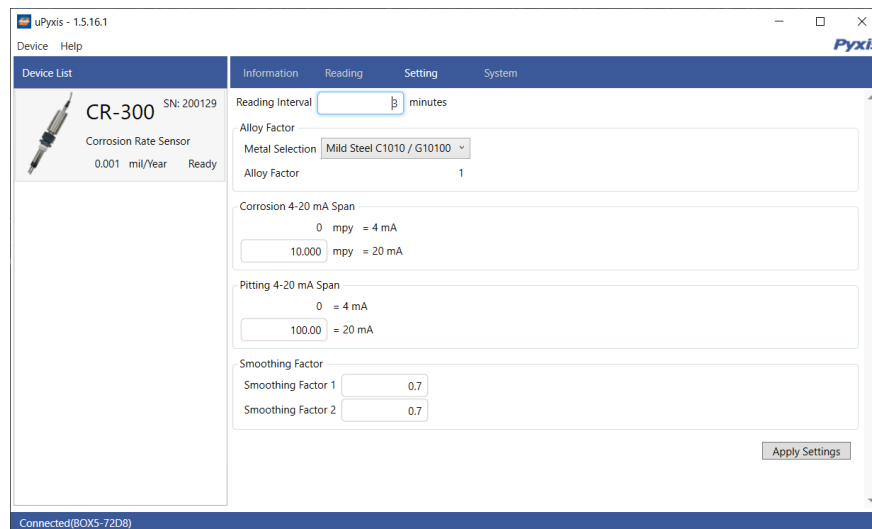 uPyxis - 1.5.16.1
Device Help
Device List
Information Reading Setting System
CR-300 SN: 200129
Corrosion Rate Sensor
0.001 mil/Year Ready
Reading Interval 3 minutes
Alloy Factor
Metal Selection Mild Steel C1010 / G10100
Alloy Factor 1
Corrosion 4-20 mA Span
0 mpy = 4 mA
10.000 mpy = 20 mA
Pitting 4-20 mA Span
0 = 4 mA
100.00 = 20 mA
Smoothing Factor
Smoothing Factor 1 0.7
Smoothing Factor 2 0.7
Apply Settings
Connected(BOX5-72D8)